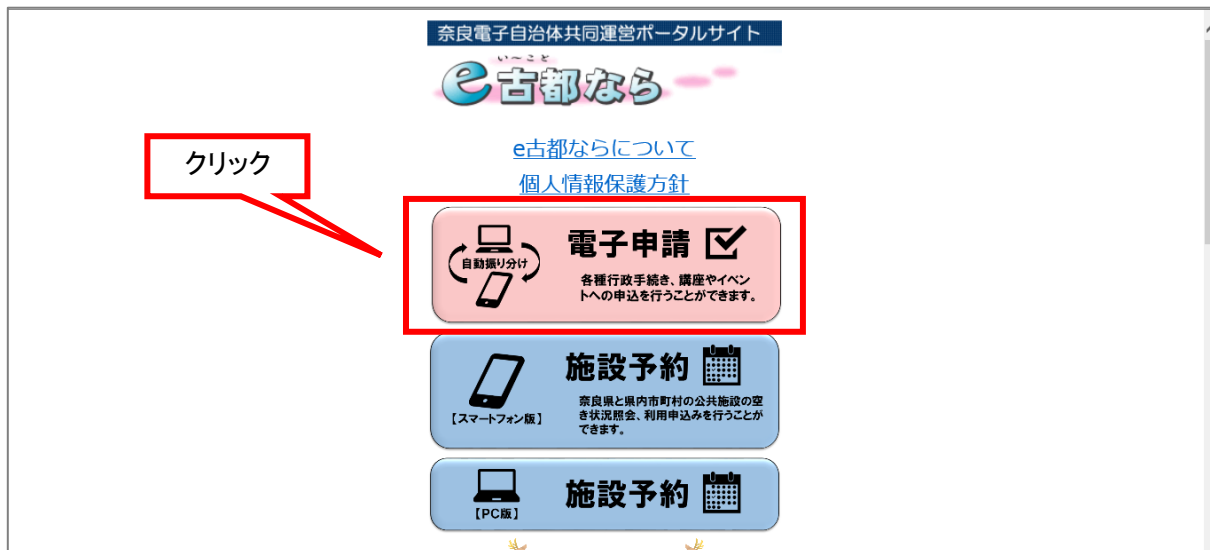 奈良電子自治体共同運営ポータルサイト
い～こと
e古都なら
e古都ならについて
個人情報保護方針
クリック
自動振り分け
電子申請
各種行政手続き、講座やイベン
トへの申込を行うことができます。
【スマートフォン版】
施設予約
奈良県と県内市町村の公共施設の空
き状況照会、利用申込みを行うことが
できます。
【PC版】
施設予約